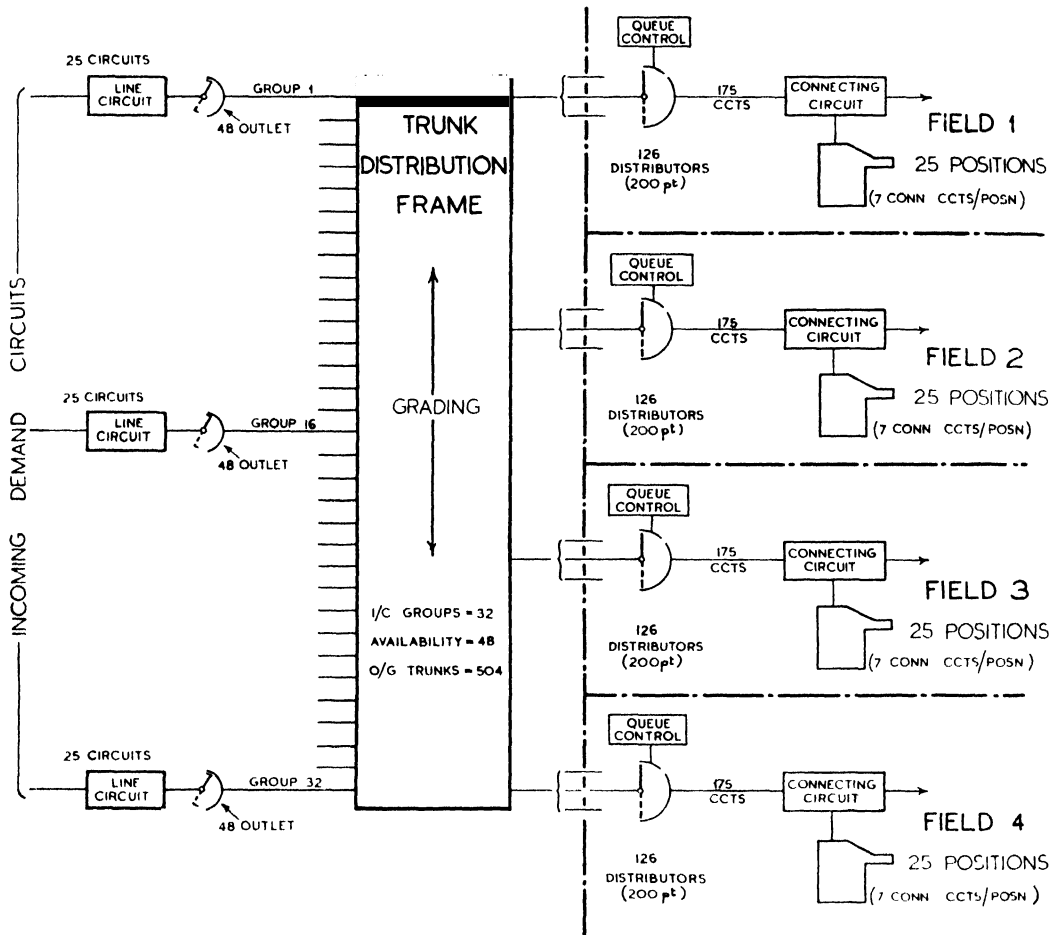 INCOMING DEMAND CIRCUITS
25 CIRCUITS
LINE
CIRCUIT
48 OUTLET
GROUP 1
25 CIRCUITS
LINE
CIRCUIT
48 OUTLET
GROUP 16
25 CIRCUITS
LINE
CIRCUIT
48 OUTLET
GROUP 32
TRUNK
DISTRIBUTION
FRAME
GRADING
I/C GROUPS = 32
AVAILABILITY = 48
O/G TRUNKS = 504
QUEUE
CONTROL
175
CCTS
CONNECTING
CIRCUIT
126
DISTRIBUTORS
(200 pt)
FIELD 1
25 POSITIONS
(7 CONN CCTS/POSN)
QUEUE
CONTROL
175
CCTS
CONNECTING
CIRCUIT
126
DISTRIBUTORS
(200 pt)
FIELD 2
25 POSITIONS
(7 CONN CCTS/POSN)
QUEUE
CONTROL
175
CCTS
CONNECTING
CIRCUIT
126
DISTRIBUTORS
(200 pt)
FIELD 3
25 POSITIONS
(7 CONN CCTS/POSN)
QUEUE
CONTROL
175
CCTS
CONNECTING
CIRCUIT
126
DISTRIBUTORS
(200 pt)
FIELD 4
25 POSITIONS
(7 CONN CCTS/POSN)